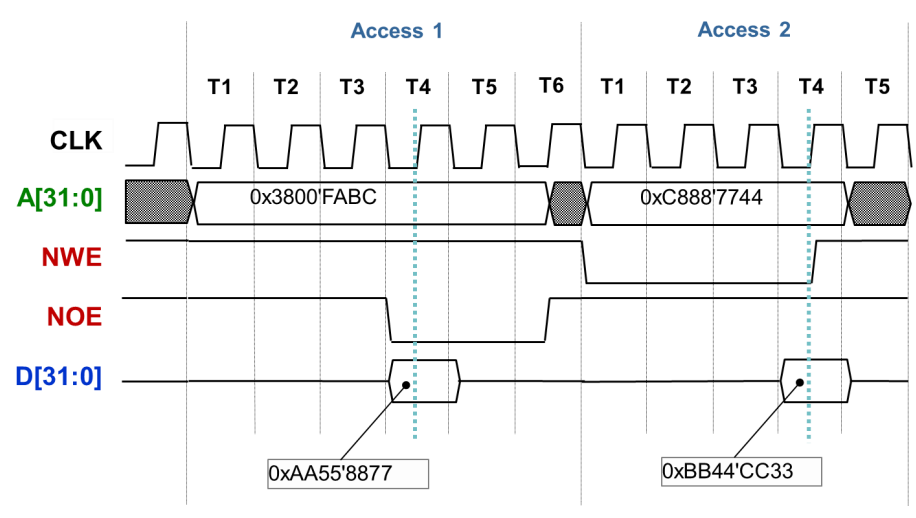 Access 1
Access 2
T1 T2 T3 T4 T5 T6 T1 T2 T3 T4 T5
CLK
A[31:0] 0x3800'FABC 0xC888'7744
NWE
NOE
D[31:0]
0xAA55'8877
0xBB44'CC33